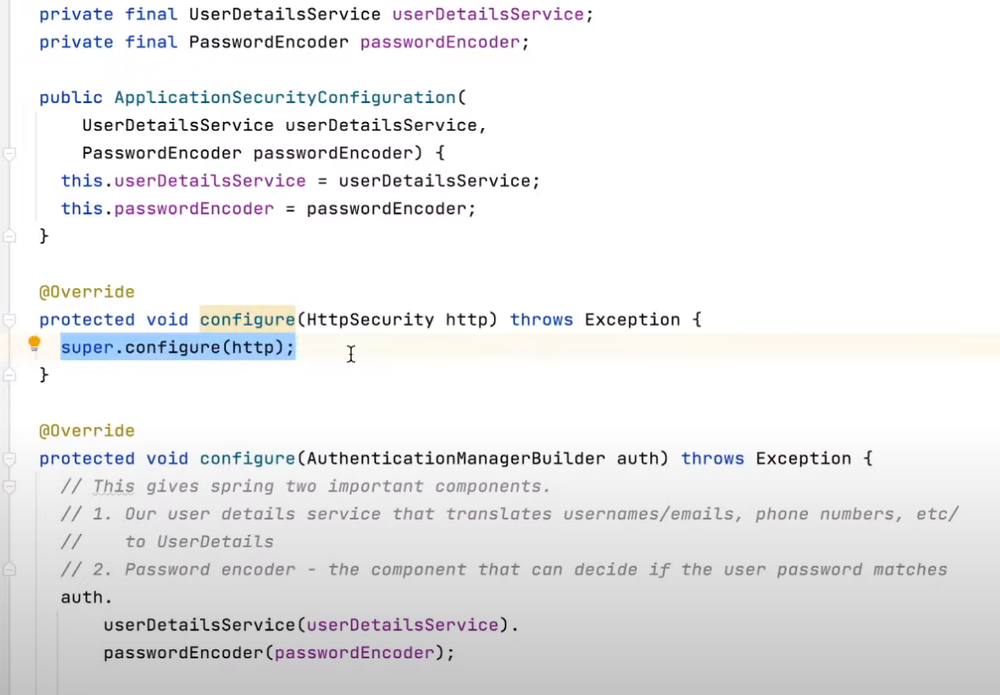 private final UserDetailsService userDetailsService;
private final PasswordEncoder passwordEncoder;
public ApplicationSecurityConfiguration(
UserDetailsService userDetailsService,
PasswordEncoder passwordEncoder) {
this.userDetailsService = userDetailsService;
this.passwordEncoder = passwordEncoder;
}
@Override
protected void configure(HttpSecurity http) throws Exception {
super.configure(http);
}
@Override
protected void configure(AuthenticationManagerBuilder auth) throws Exception {
// This gives spring two important components.
// 1. Our user details service that translates usernames/emails, phone numbers, etc/
//    to UserDetails
// 2. Password encoder - the component that can decide if the user password matches
auth.
userDetailsService(userDetailsService).
passwordEncoder(passwordEncoder);